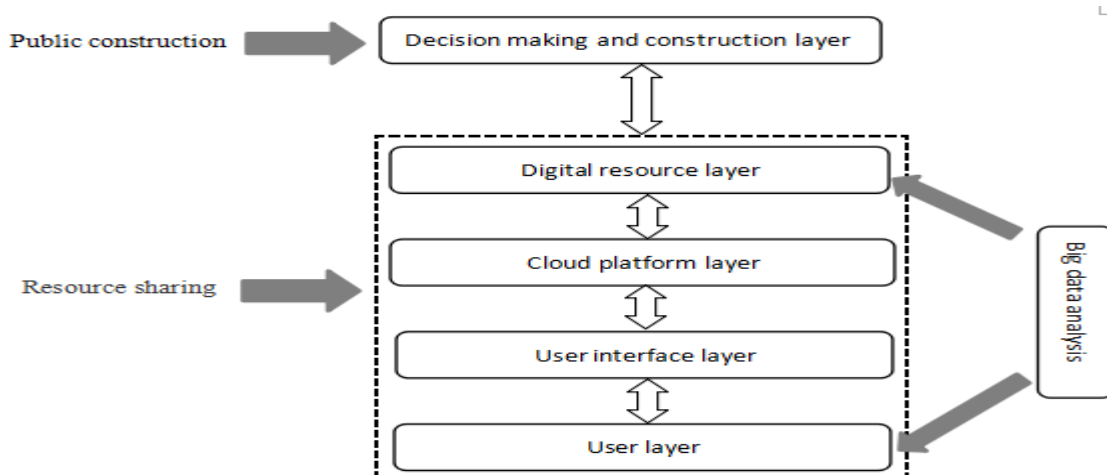 Public construction
Decision making and construction layer
Digital resource layer
Cloud platform layer
Resource sharing
User interface layer
User layer
Big data analysis